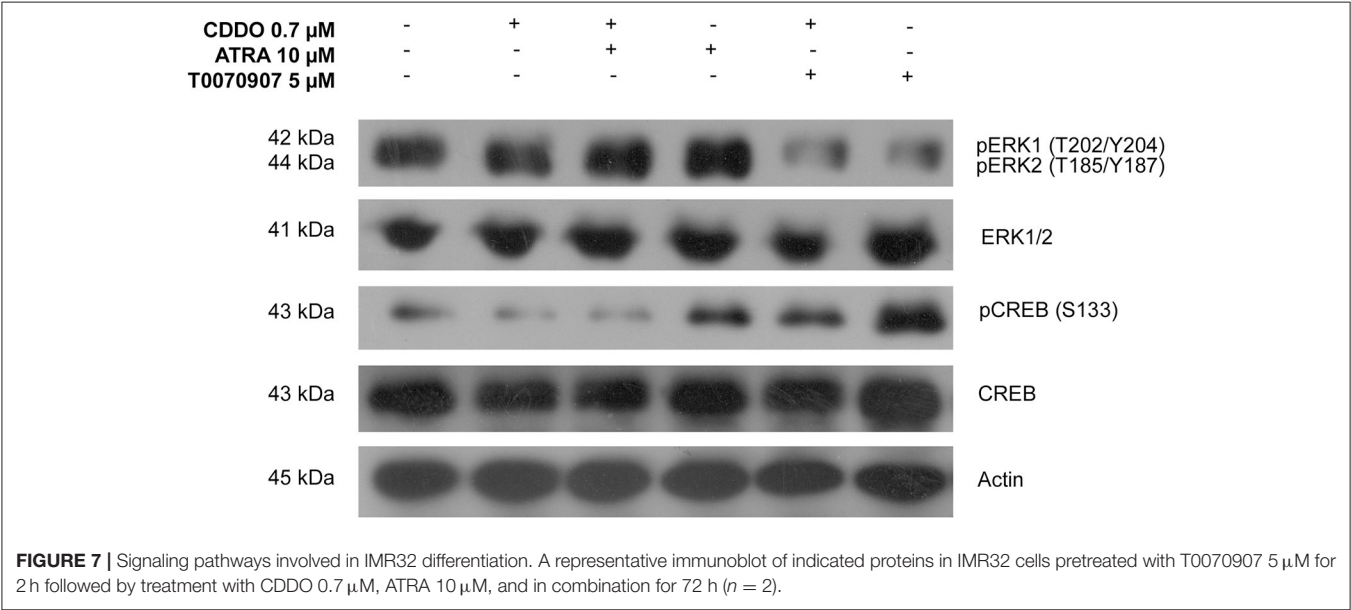 CDDO 0.7 µM - + + - + -
ATRA 10 µM - - + + - -
T0070907 5 µM - - - - + +
42 kDa pERK1 (T202/Y204)
44 kDa pERK2 (T185/Y187)
41 kDa ERK1/2
43 kDa pCREB (S133)
43 kDa CREB
45 kDa Actin
FIGURE 7 | Signaling pathways involved in IMR32 differentiation. A representative immunoblot of indicated proteins in IMR32 cells pretreated with T0070907 5 µM for
2 h followed by treatment with CDDO 0.7 µM, ATRA 10 µM, and in combination for 72 h (n = 2).